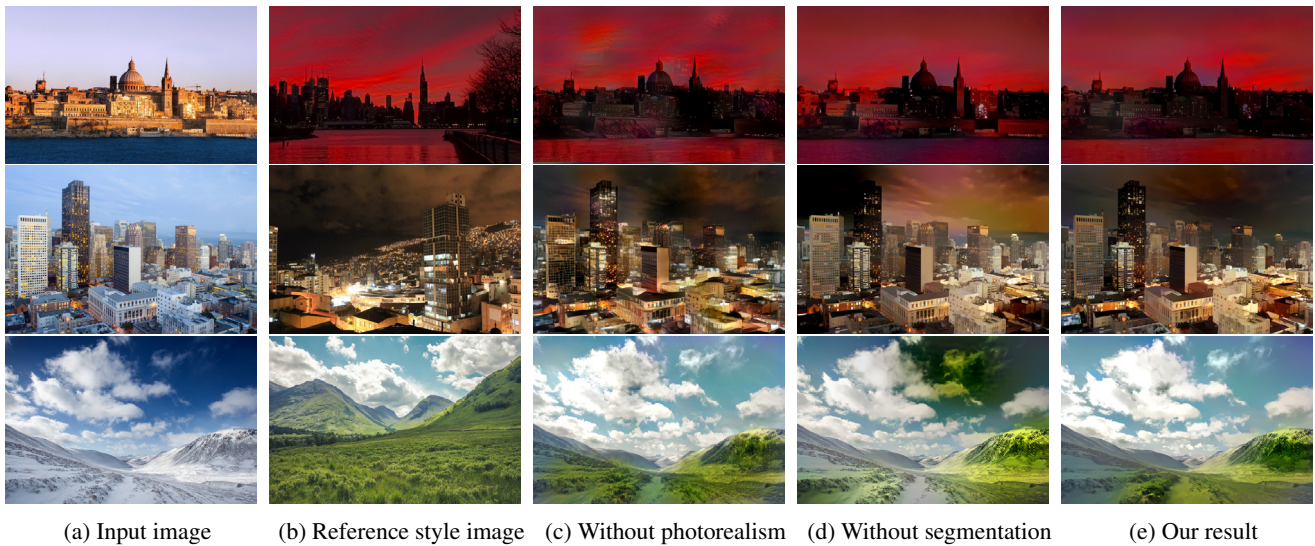 (a) Input image
(b) Reference style image
(c) Without photorealism
(d) Without segmentation
(e) Our result